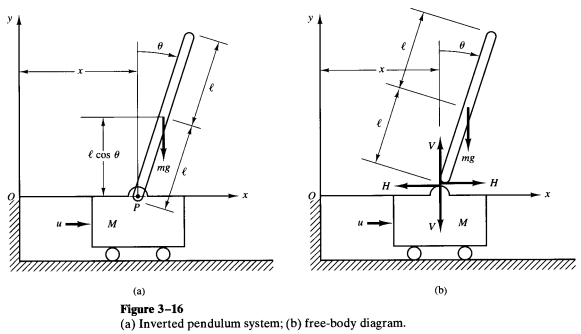 y
θ
x
ℓ
ℓ cos θ
mg
ℓ
O
P
x
u
M
(a)
y
ℓ
θ
x
ℓ
V
mg
H
H
O
x
u
V
M
(b)
Figure 3–16
(a) Inverted pendulum system; (b) free-body diagram.